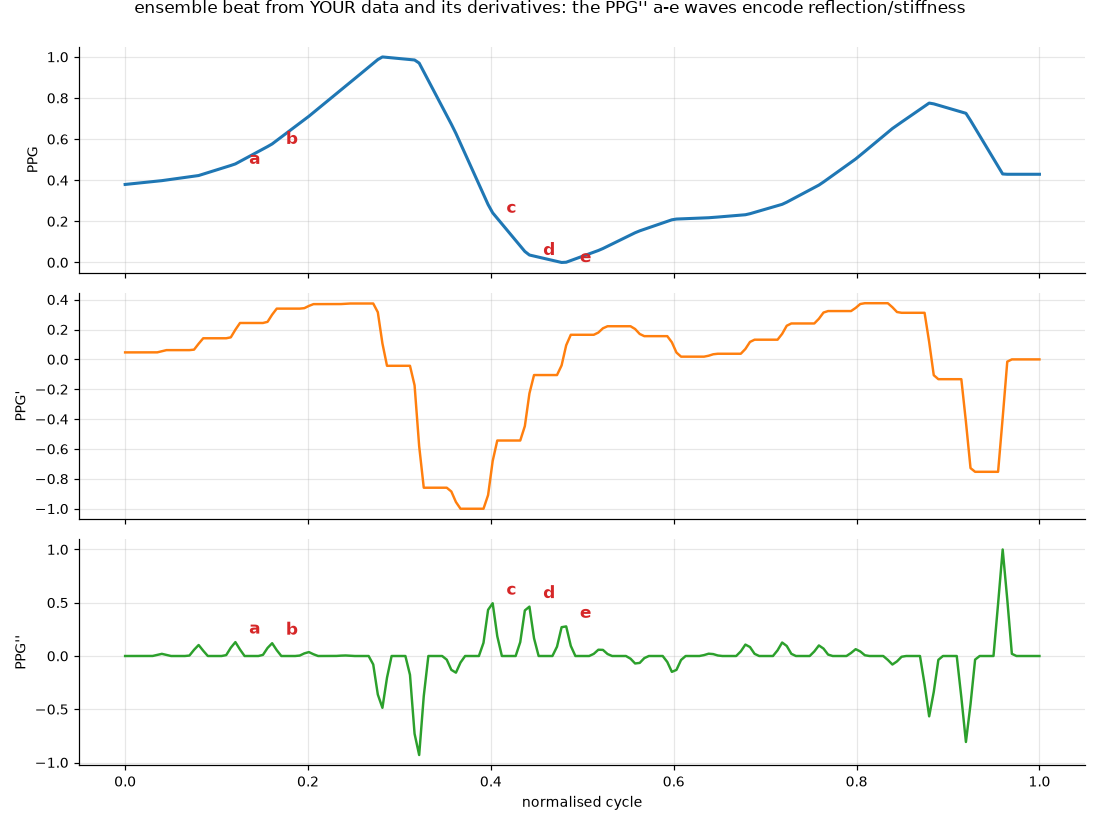 ensemble beat from YOUR data and its derivatives: the PPG'' a-e waves encode reflection/stiffness
PPG
1.0
0.8
0.6
0.4
0.2
0.0
a
b
c
d
e
PPG'
0.4
0.2
0.0
−0.2
−0.4
−0.6
−0.8
−1.0
PPG''
1.0
0.5
0.0
−0.5
−1.0
a
b
c
d
e
0.0 0.2 0.4 0.6 0.8 1.0
normalised cycle